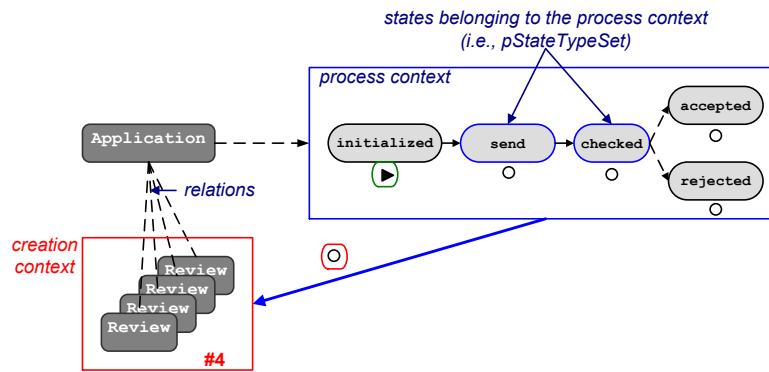 states belonging to the process context
(i.e., pStateTypeSet)
process context
Application
initialized
send
checked
accepted
rejected
relations
creation
context
Review
Review
Review
Review
#4